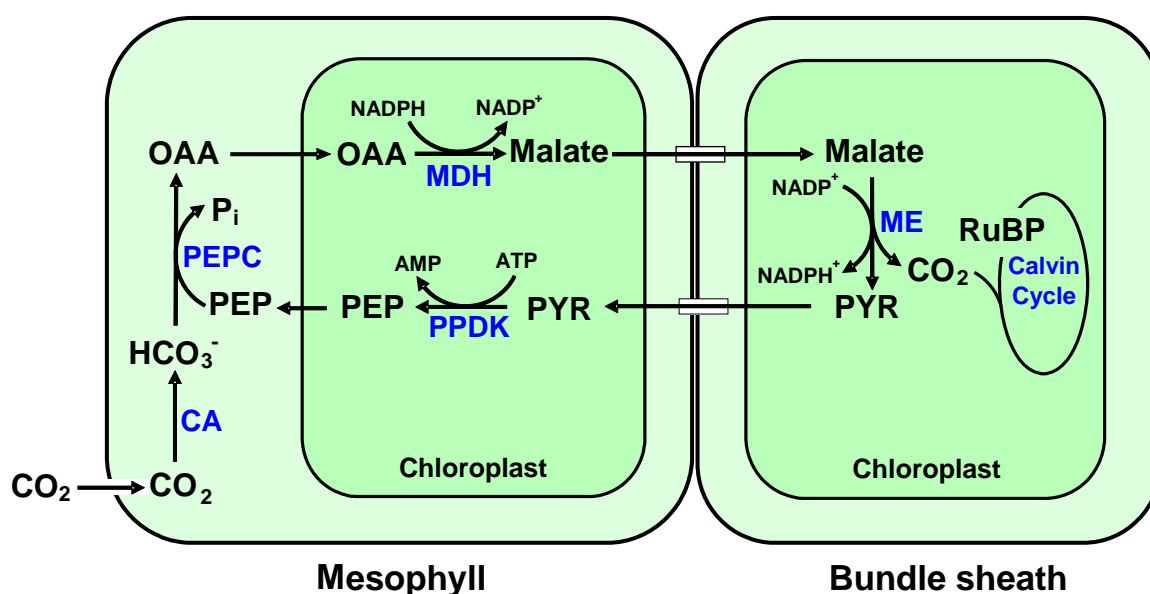 NADPH NADP⁺
OAA OAA Malate Malate
MDH
NADP⁺
Pᵢ
ME RuBP
PEPC AMP ATP NADPH⁺ CO₂ Calvin
Cycle
PEP PEP PYR PYR
PPDK
HCO₃⁻
CA
Chloroplast Chloroplast
CO₂ CO₂
Mesophyll Bundle sheath